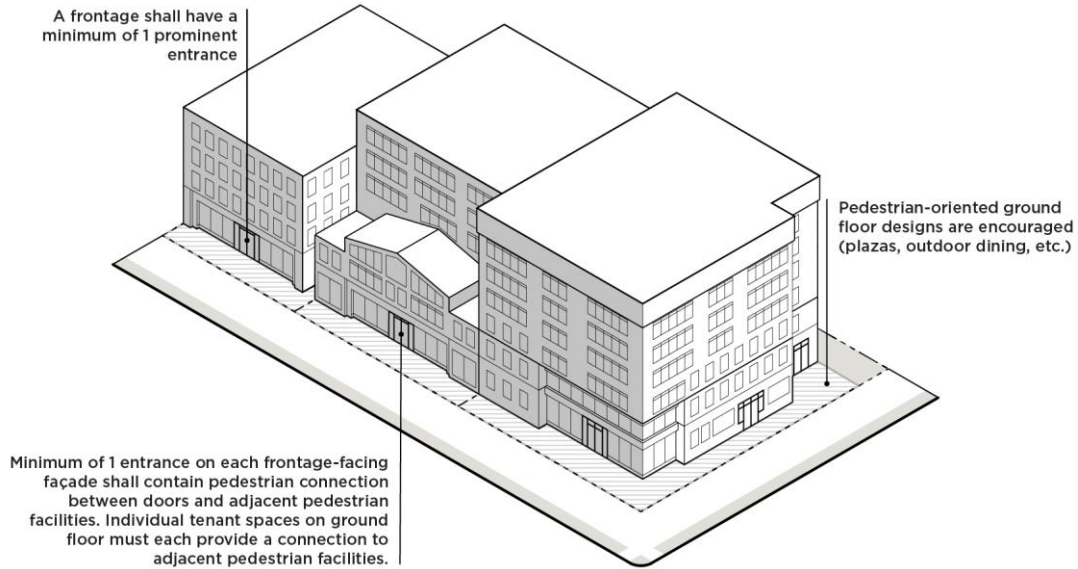 A frontage shall have a
minimum of 1 prominent
entrance
Pedestrian-oriented ground
floor designs are encouraged
(plazas, outdoor dining, etc.)
Minimum of 1 entrance on each frontage-facing
façade shall contain pedestrian connection
between doors and adjacent pedestrian
facilities. Individual tenant spaces on ground
floor must each provide a connection to
adjacent pedestrian facilities.